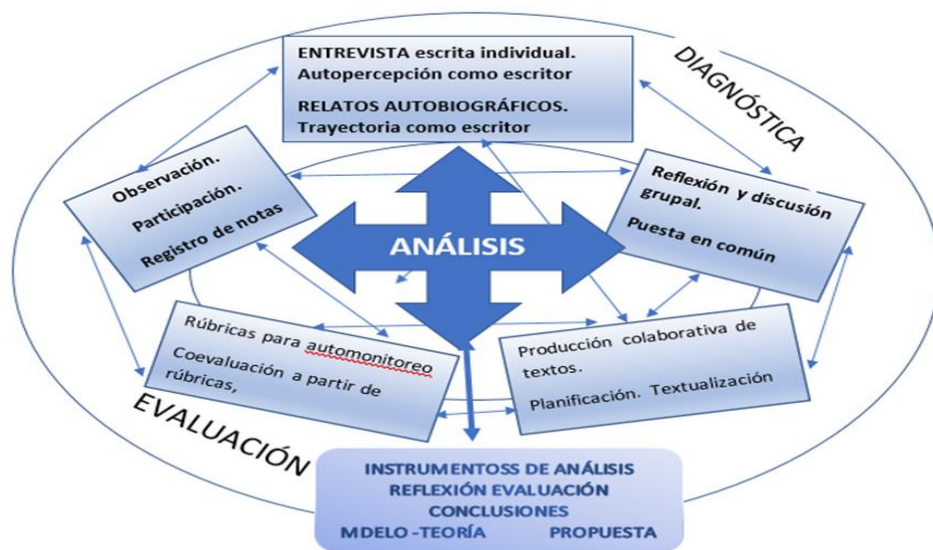 ENTREVISTA escrita individual.
Autopercepción como escritor
RELATOS AUTOBIOGRÁFICOS.
Trayectoria como escritor
DIAGNÓSTICA
Observación.
Participación.
Registro de notas
Reflexión y discusión
grupal.
Puesta en común
ANÁLISIS
Rúbricas para automonitoreo
Coevaluación a partir de
rúbricas,
Producción colaborativa de
textos.
Planificación. Textualización
EVALUACIÓN
INSTRUMENTOSS DE ANÁLISIS
REFLEXIÓN EVALUACIÓN
CONCLUSIONES
MDELO -TEORÍA PROPUESTA